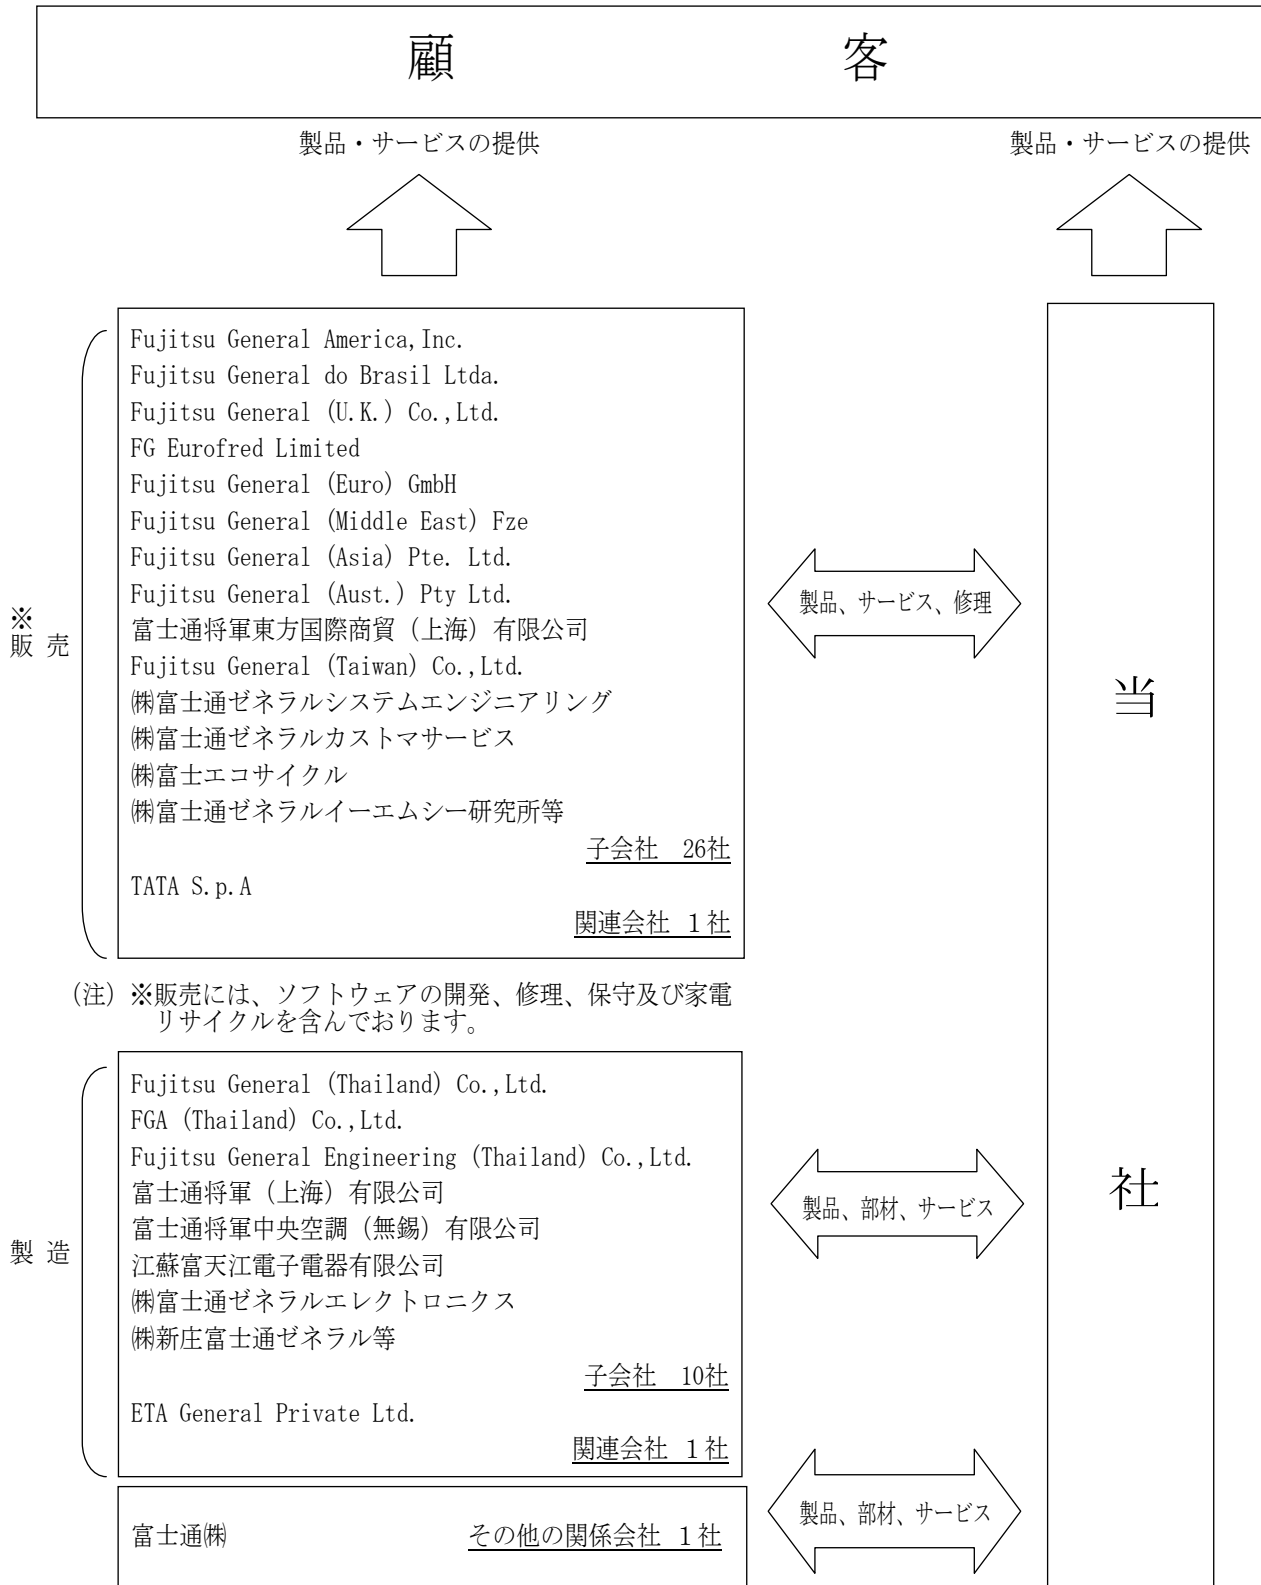 顧客
製品・サービスの提供
製品・サービスの提供
※
販売
Fujitsu General America,Inc.
Fujitsu General do Brasil Ltda.
Fujitsu General (U.K.) Co.,Ltd.
FG Eurofred Limited
Fujitsu General (Euro) GmbH
Fujitsu General (Middle East) Fze
Fujitsu General (Asia) Pte. Ltd.
Fujitsu General (Aust.) Pty Ltd.
富士通将軍東方国際商貿（上海）有限公司
Fujitsu General (Taiwan) Co.,Ltd.
㈱富士通ゼネラルシステムエンジニアリング
㈱富士通ゼネラルカストマサービス
㈱富士エコサイクル
㈱富士通ゼネラルイーエムシー研究所等
子会社　26社
TATA S.p.A
関連会社 １社
製品、サービス、修理
当社
（注）※販売には、ソフトウェアの開発、修理、保守及び家電
リサイクルを含んでおります。
製造
Fujitsu General (Thailand) Co.,Ltd.
FGA (Thailand) Co.,Ltd.
Fujitsu General Engineering (Thailand) Co.,Ltd.
富士通将軍（上海）有限公司
富士通将軍中央空調（無錫）有限公司
江蘇富天江電子電器有限公司
㈱富士通ゼネラルエレクトロニクス
㈱新庄富士通ゼネラル等
子会社　10社
ETA General Private Ltd.
関連会社 １社
製品、部材、サービス
富士通㈱　その他の関係会社 １社
製品、部材、サービス